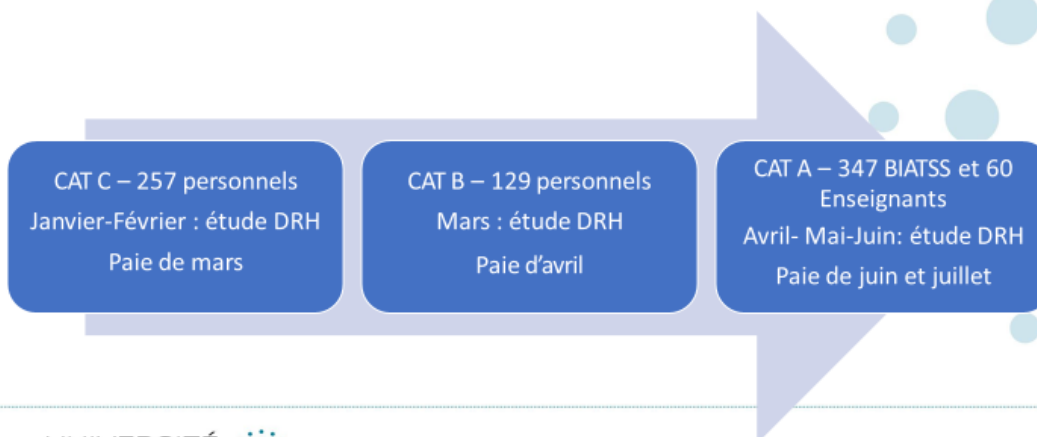 CAT C – 257 personnels
Janvier-Février : étude DRH
Paie de mars
CAT B – 129 personnels
Mars : étude DRH
Paie d'avril
CAT A – 347 BIATSS et 60
Enseignants
Avril- Mai-Juin: étude DRH
Paie de juin et juillet
UNIVERSITÉ